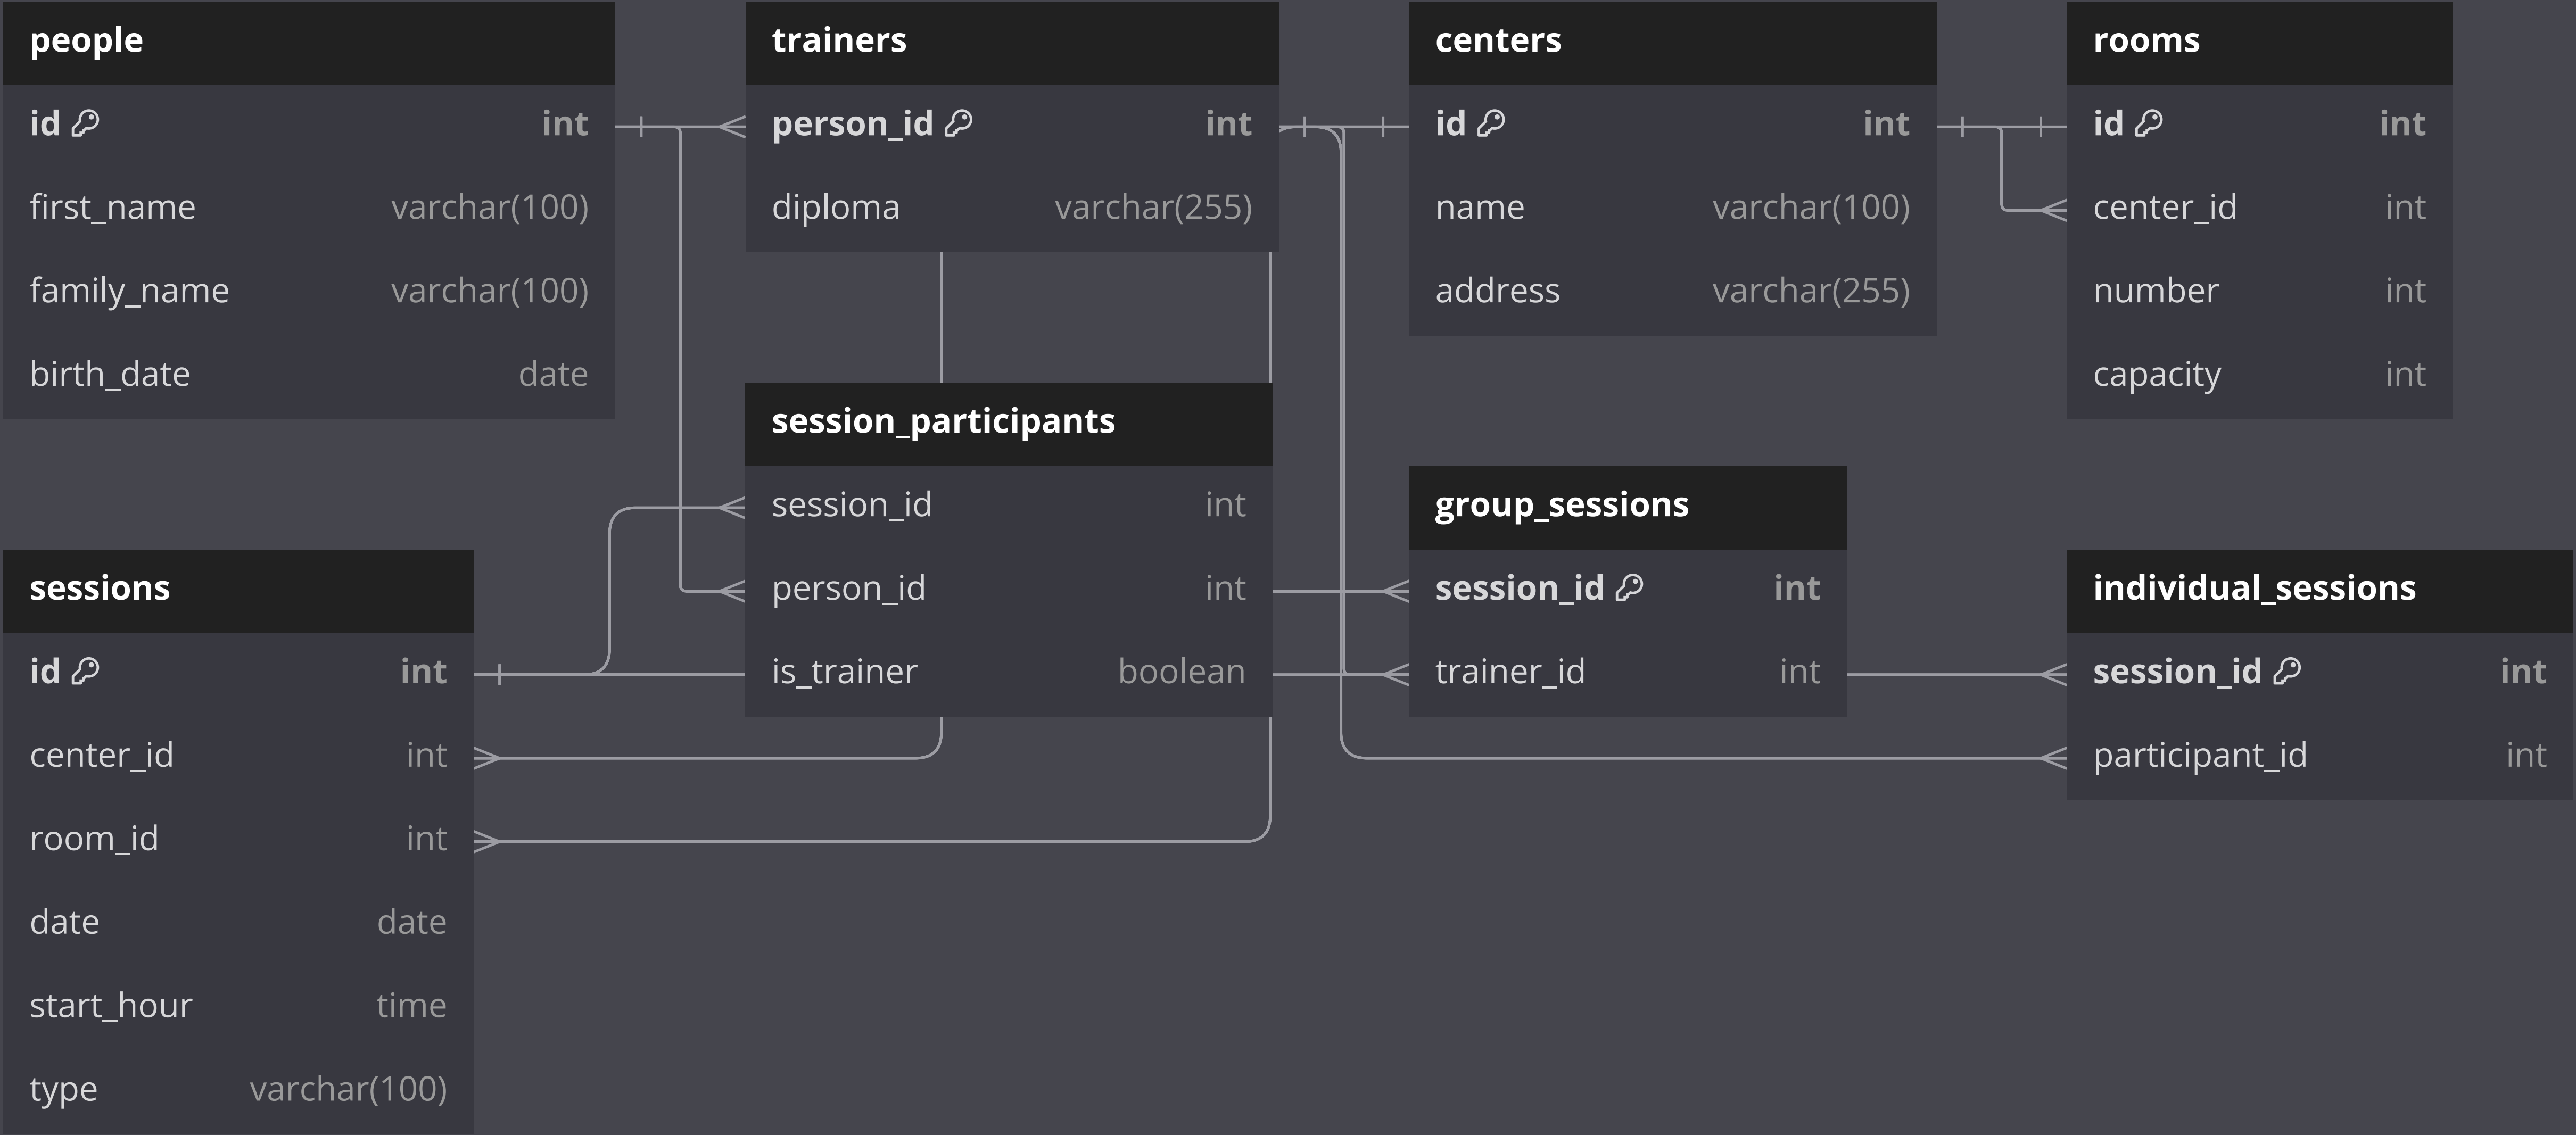 people
id int
first_name varchar(100)
family_name varchar(100)
birth_date date
trainers
person_id int
diploma varchar(255)
centers
id int
name varchar(100)
address varchar(255)
rooms
id int
center_id int
number int
capacity int
session_participants
session_id int
person_id int
is_trainer boolean
group_sessions
session_id int
trainer_id int
individual_sessions
session_id int
participant_id int
sessions
id int
center_id int
room_id int
date date
start_hour time
type varchar(100)